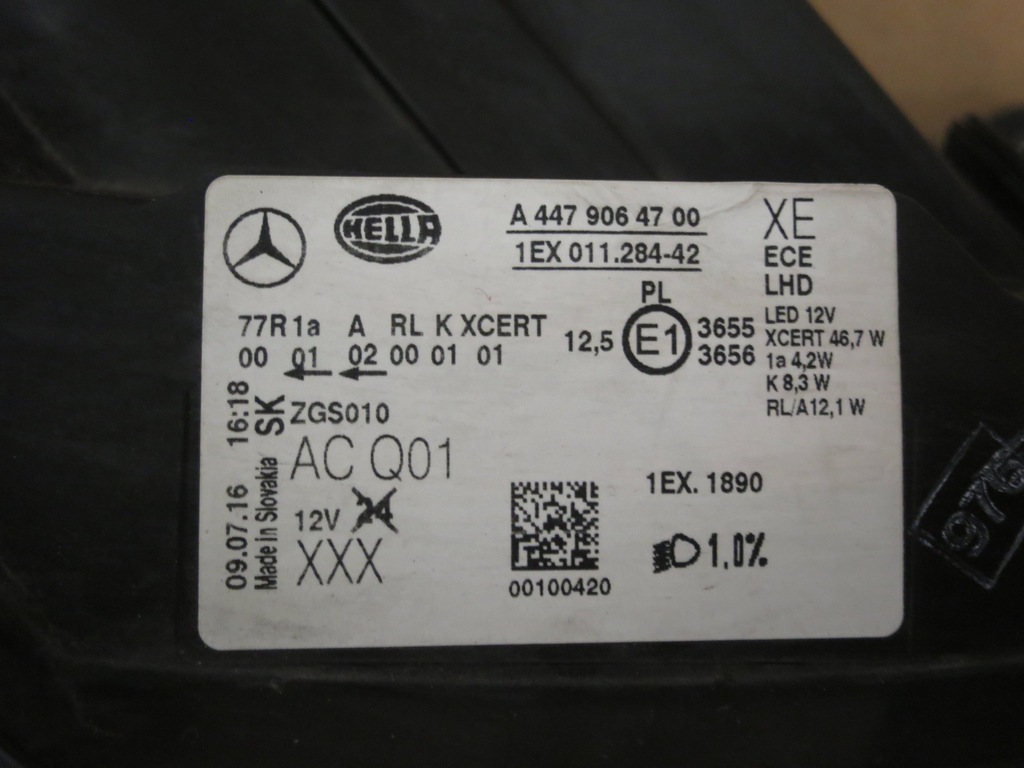 HELLA
A 447 906 47 00
1EX 011.284-42
XE
ECE
LHD
LED 12V
XCERT 46,7 W
1a 4,2W
K 8,3 W
RL/A12,1 W
77R 1a A RL K XCERT
00 01 02 00 01 01
PL
12,5 E1 3655
3656
09.07.16 16:18
Made in Slovakia SK
ZGS010
AC Q01
12V 24
XXX
00100420
1EX. 1890
1,0%